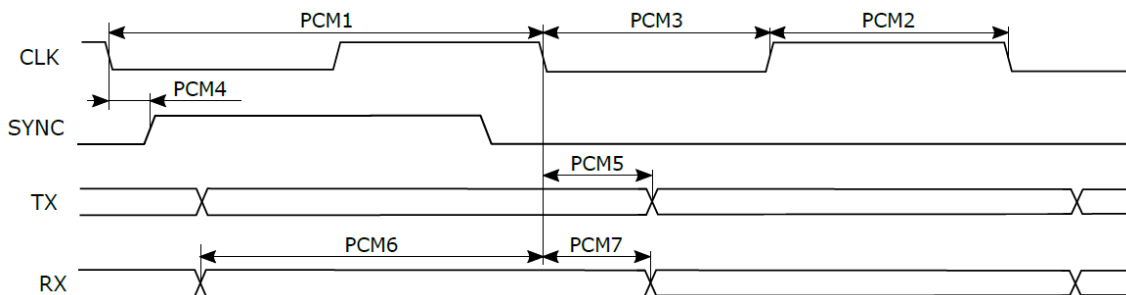 PCM1 PCM3 PCM2
CLK
PCM4
SYNC
PCM5
TX
PCM6 PCM7
RX